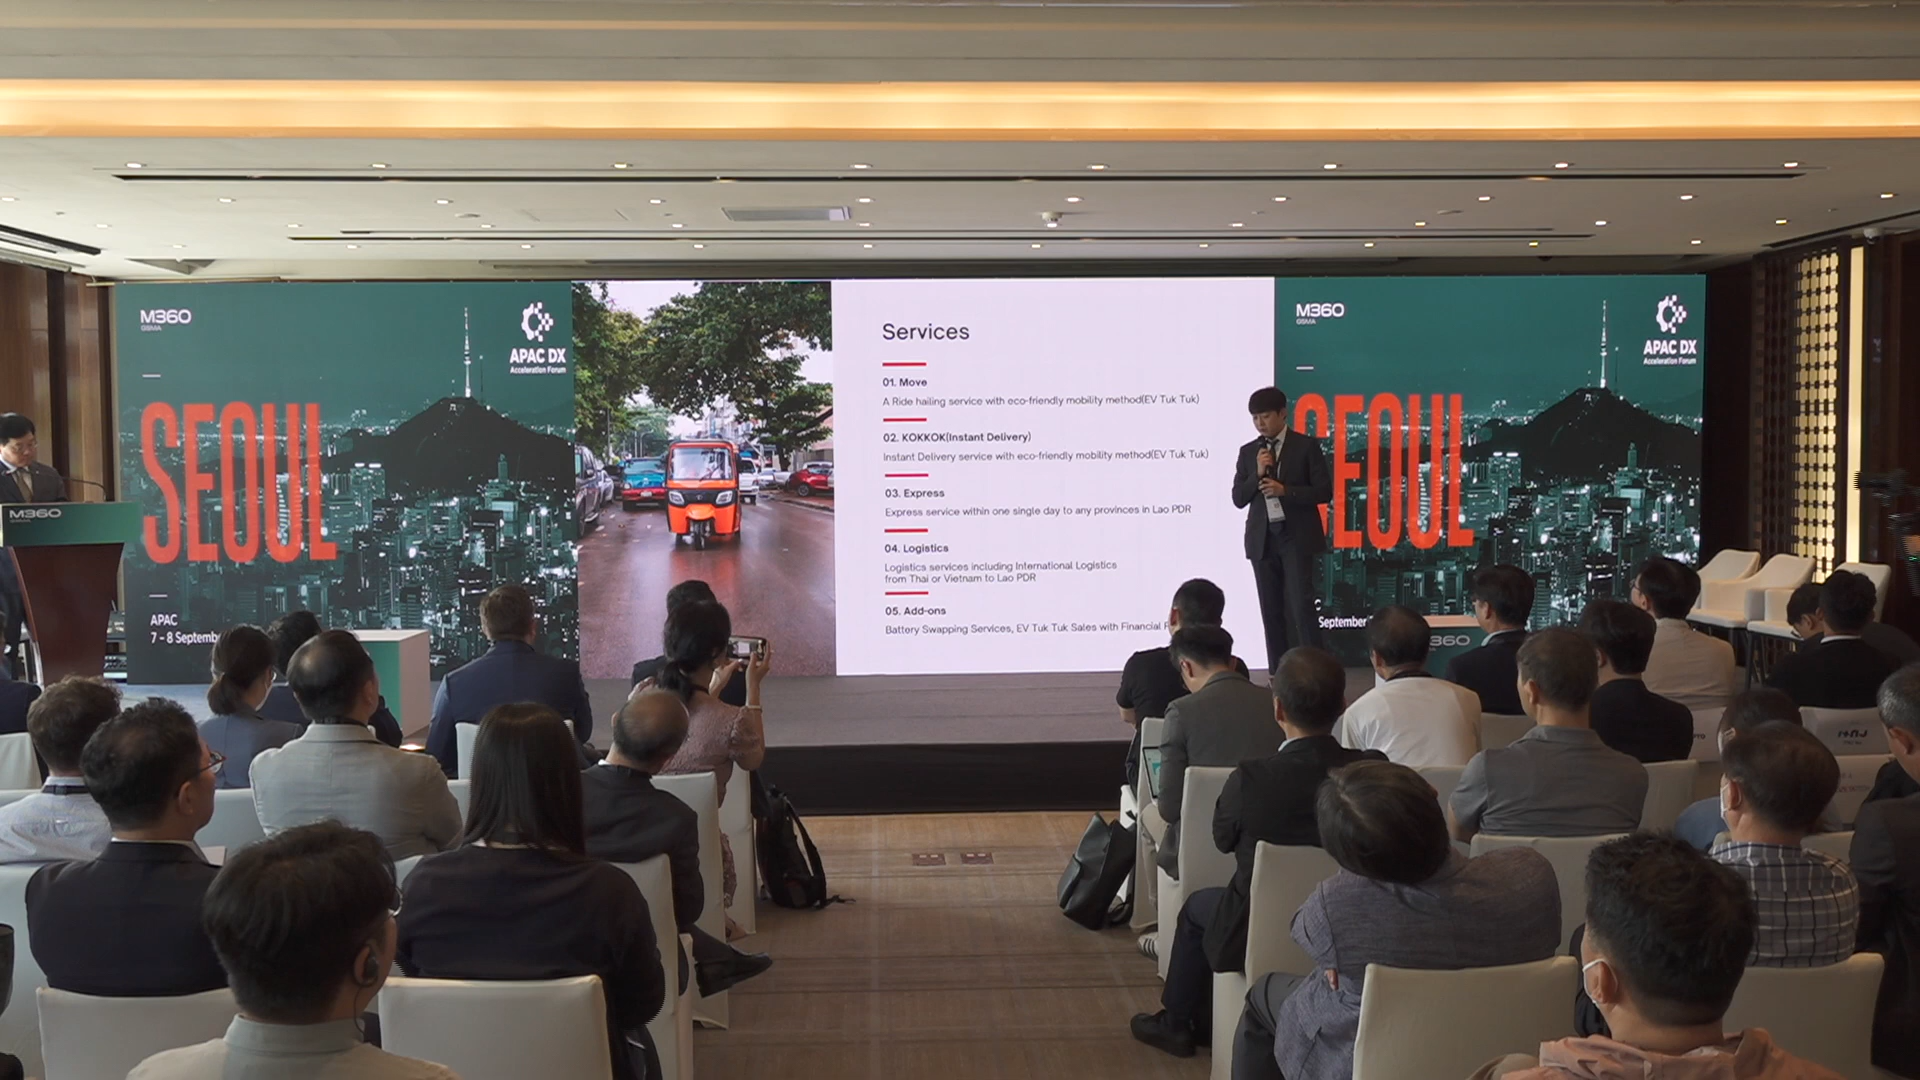 M360
GSMA
APAC DX
Acceleration Forum
SEOUL
APAC
7 – 8 Septemb
M360
GSMA
Services
01. Move
A Ride hailing service with eco-friendly mobility method(EV Tuk Tuk)
02. KOKKOK(Instant Delivery)
Instant Delivery service with eco-friendly mobility method(EV Tuk Tuk)
03. Express
Express service within one single day to any provinces in Lao PDR
04. Logistics
Logistics services including International Logistics
from Thai or Vietnam to Lao PDR
05. Add-ons
Battery Swapping Services, EV Tuk Tuk Sales with Financial
M360
GSMA
APAC DX
Acceleration Forum
SEOUL
September
360